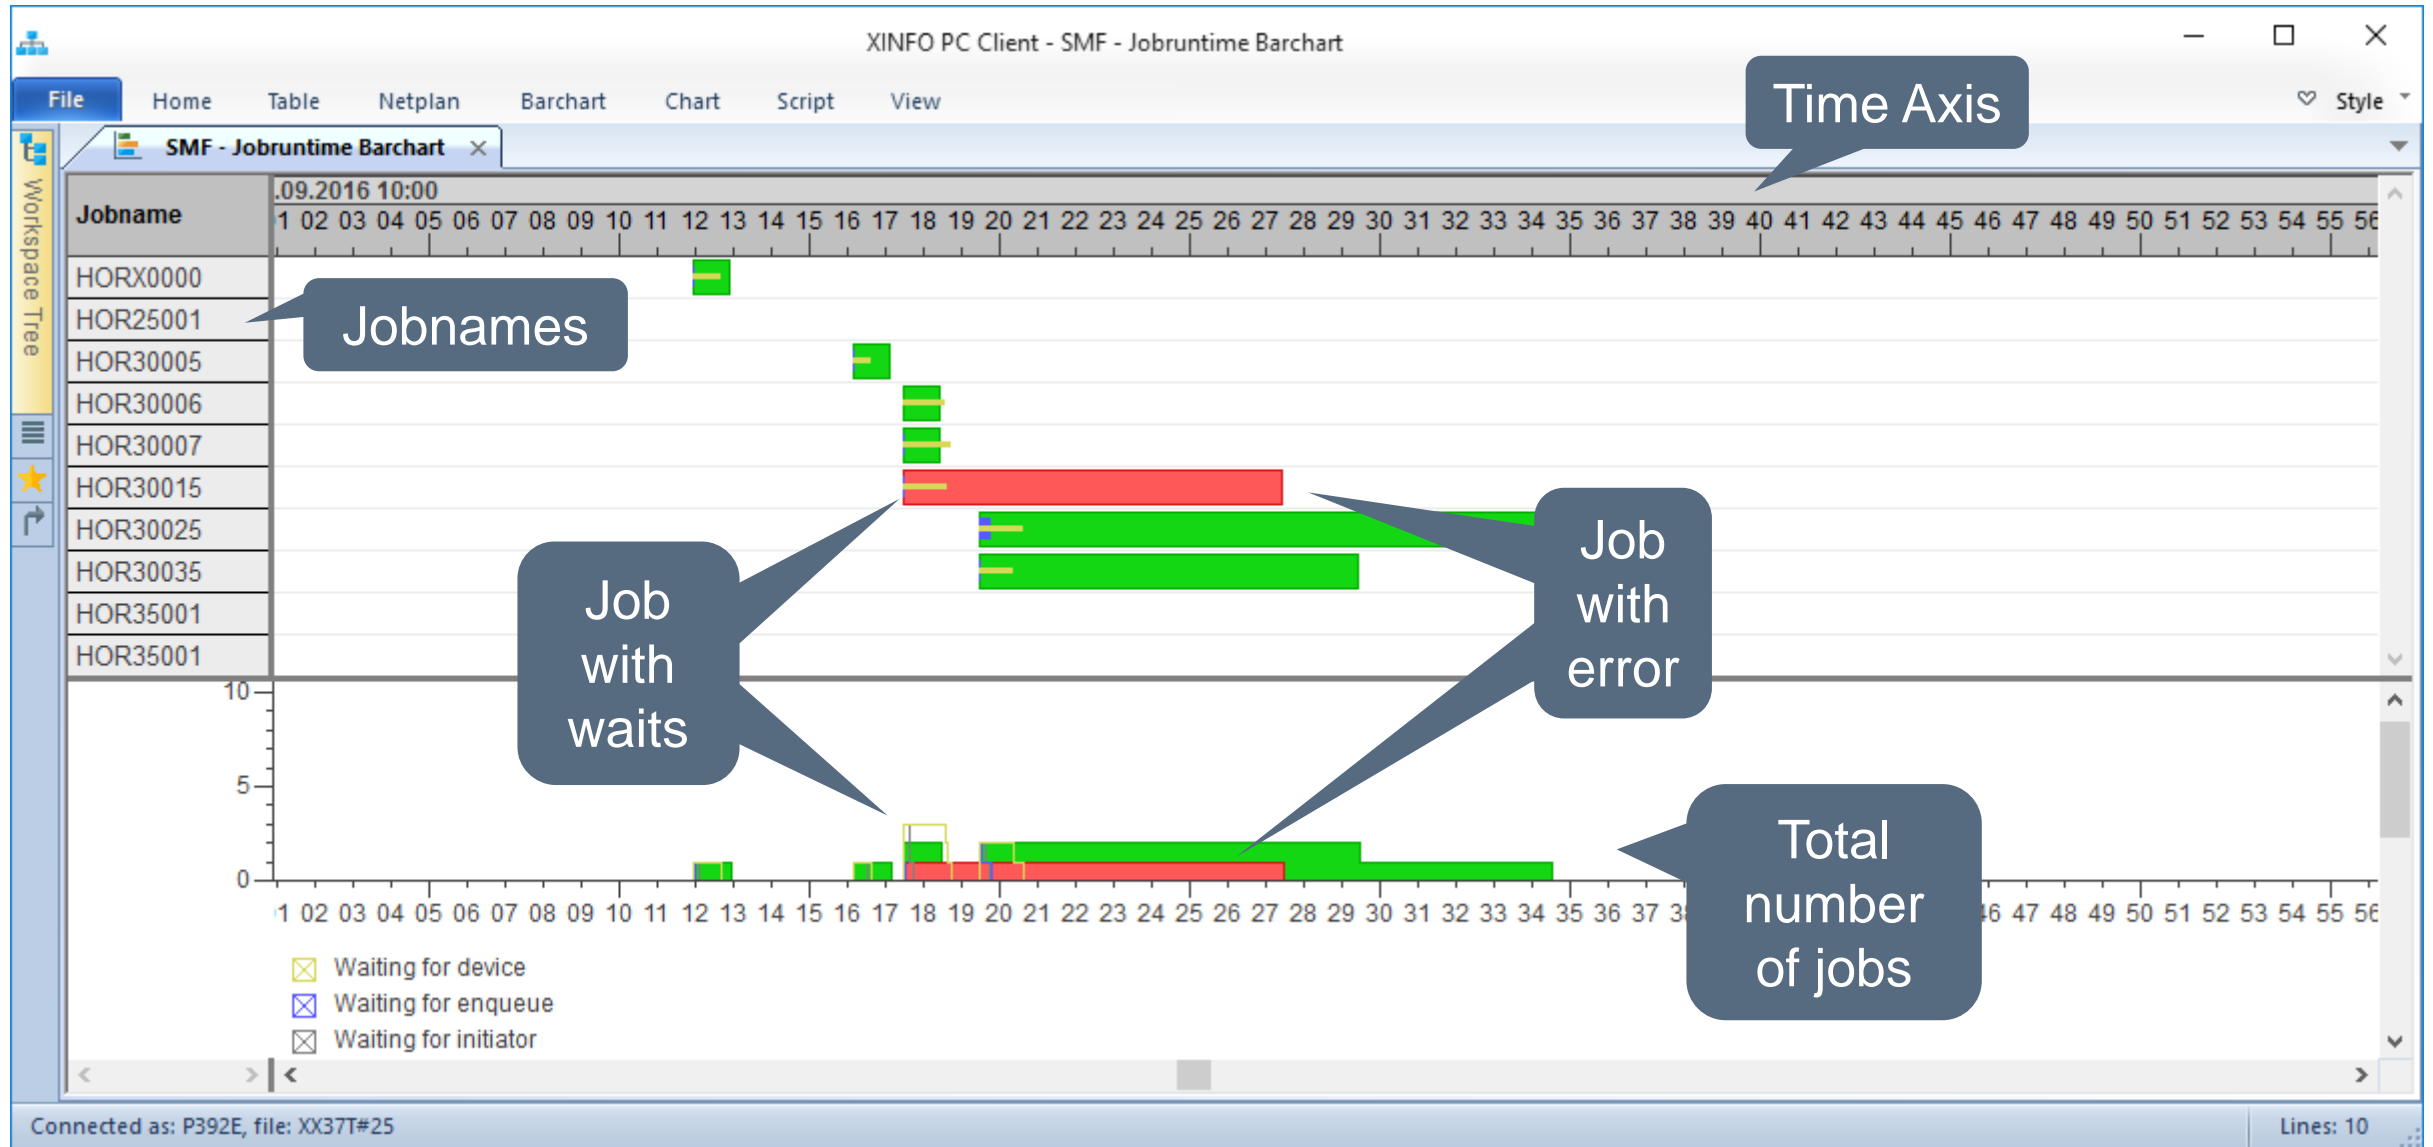 XINFO PC Client - SMF - Jobruntime Barchart
File Home Table Netplan Barchart Chart Script View Style
Time Axis
SMF - Jobruntime Barchart
Workspace Tree
Jobname
.09.2016 10:00
1 02 03 04 05 06 07 08 09 10 11 12 13 14 15 16 17 18 19 20 21 22 23 24 25 26 27 28 29 30 31 32 33 34 35 36 37 38 39 40 41 42 43 44 45 46 47 48 49 50 51 52 53 54 55 56
HORX0000
HOR25001
Jobnames
HOR30005
HOR30006
HOR30007
HOR30015
HOR30025
HOR30035
HOR35001
HOR35001
Job
with
waits
Job
with
error
10
5
0
Total
number
of jobs
1 02 03 04 05 06 07 08 09 10 11 12 13 14 15 16 17 18 19 20 21 22 23 24 25 26 27 28 29 30 31 32 33 34 35 36 37 46 47 48 49 50 51 52 53 54 55 56
Waiting for device
Waiting for enqueue
Waiting for initiator
Connected as: P392E, file: XX37T#25
Lines: 10